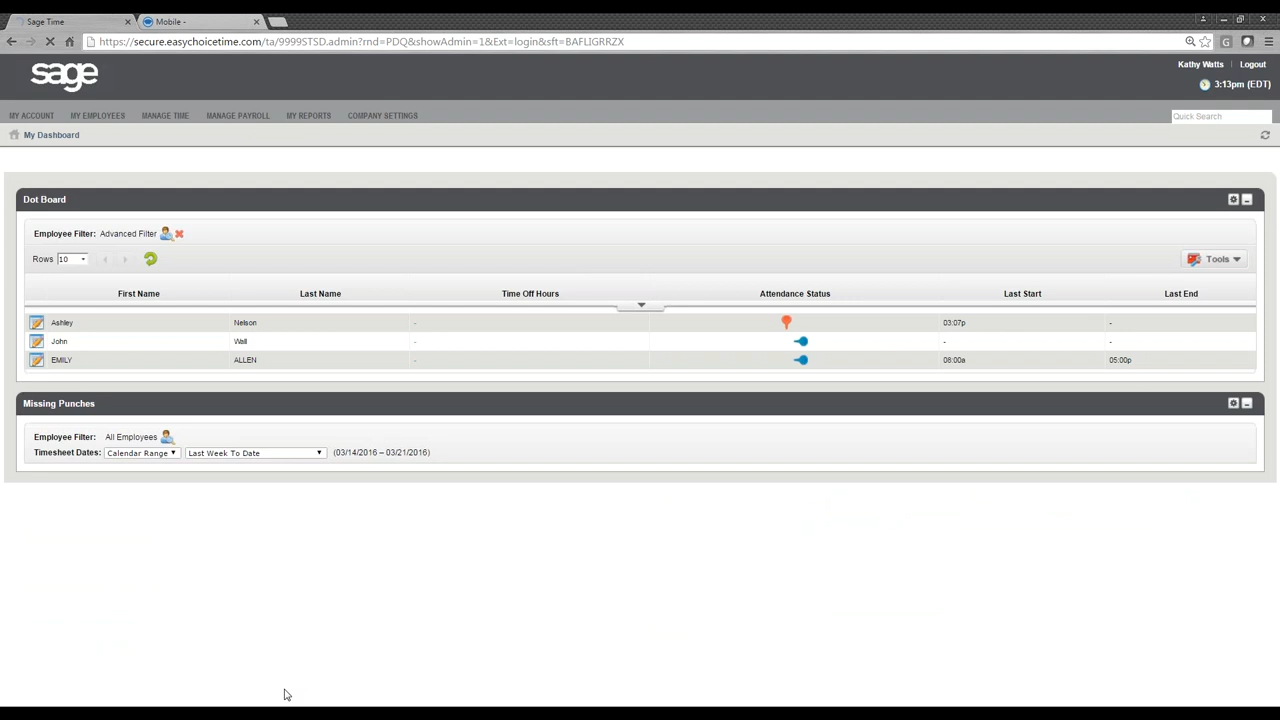 Sage Time
Mobile -
https://secure.easychoicetime.com/ta/9999STSD.admin?rnd=PDQ&showAdmin=1&Ext=login&sft=BAFLIGRRZX
sage
Kathy Watts | Logout
3:13pm (EDT)
MY ACCOUNT MY EMPLOYEES MANAGE TIME MANAGE PAYROLL MY REPORTS COMPANY SETTINGS
Quick Search
My Dashboard
Dot Board
Employee Filter: Advanced Filter
Rows 10
Tools
First Name Last Name Time Off Hours Attendance Status Last Start Last End
Ashley Nelson - 03:07p -
John Wall - - -
EMILY ALLEN - 08:00a 05:00p
Missing Punches
Employee Filter: All Employees
Timesheet Dates: Calendar Range Last Week To Date (03/14/2016 – 03/21/2016)